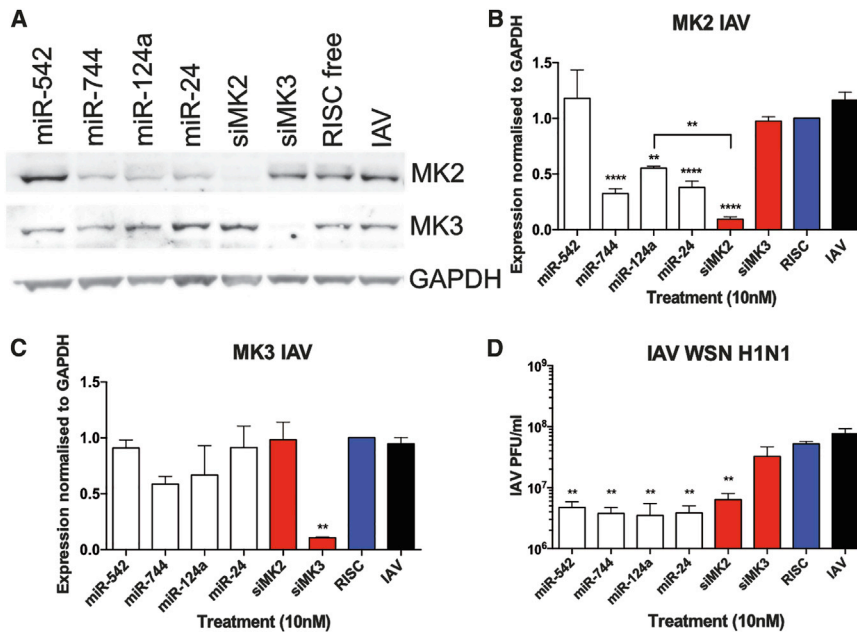 A
miR-542
miR-744
miR-124a
miR-24
siMK2
siMK3
RISC free
IAV
MK2
MK3
GAPDH
B
MK2 IAV
Expression normalised to GAPDH
1.5
1.0
0.5
0.0
****
**
****
**
****
miR-542
miR-744
miR-124a
miR-24
siMK2
siMK3
RISC
IAV
Treatment (10nM)
C
MK3 IAV
Expression normalised to GAPDH
1.5
1.0
0.5
0.0
**
miR-542
miR-744
miR-124a
miR-24
siMK2
siMK3
RISC
IAV
Treatment (10nM)
D
IAV WSN H1N1
IAV PFU/ml
10⁹
10⁸
10⁷
10⁶
** ** ** ** **
miR-542
miR-744
miR-124a
miR-24
siMK2
siMK3
RISC
IAV
Treatment (10nM)